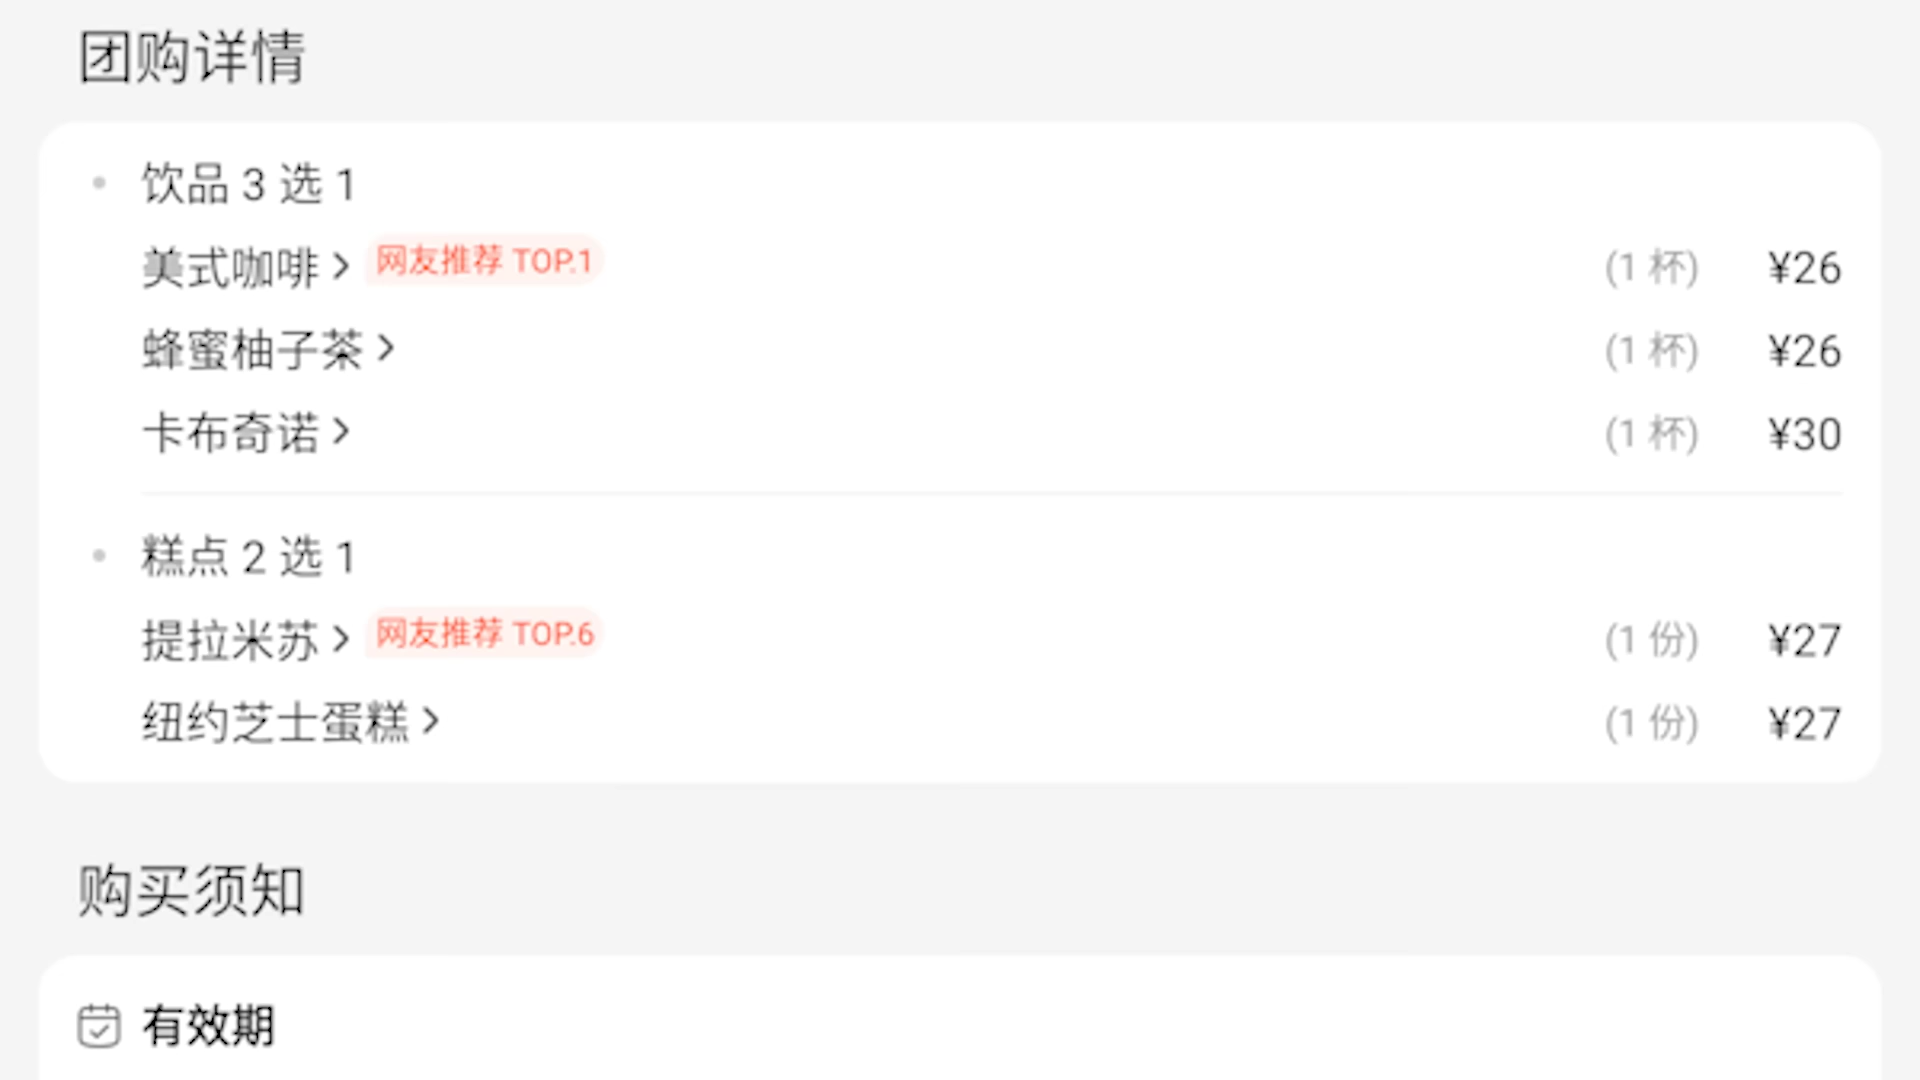 团购详情
饮品 3 选 1
美式咖啡 网友推荐 TOP.1 (1 杯) ¥26
蜂蜜柚子茶 (1 杯) ¥26
卡布奇诺 (1 杯) ¥30
糕点 2 选 1
提拉米苏 网友推荐 TOP.6 (1 份) ¥27
纽约芝士蛋糕 (1 份) ¥27
购买须知
有效期